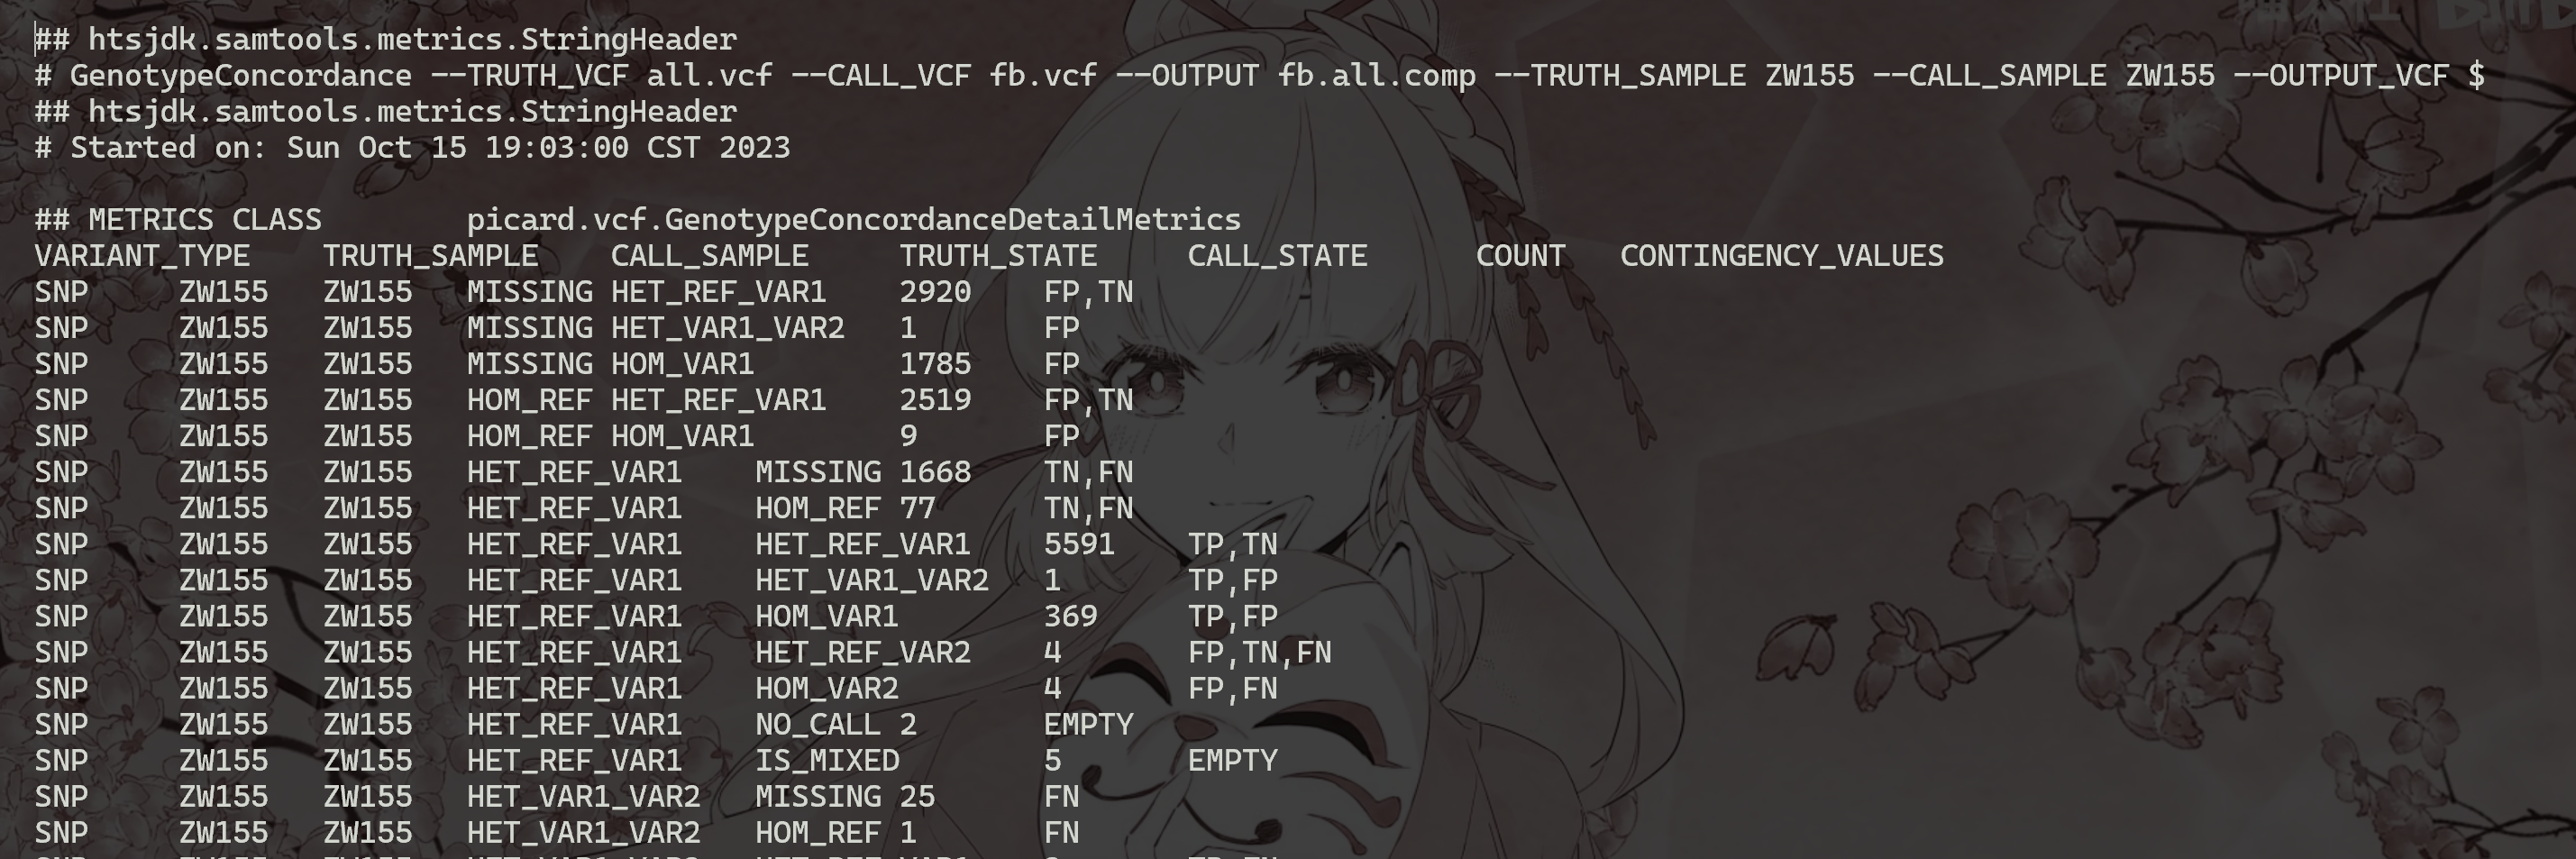 ## htsjdk.samtools.metrics.StringHeader
# GenotypeConcordance --TRUTH_VCF all.vcf --CALL_VCF fb.vcf --OUTPUT fb.all.comp --TRUTH_SAMPLE ZW155 --CALL_SAMPLE ZW155 --OUTPUT_VCF $
## htsjdk.samtools.metrics.StringHeader
# Started on: Sun Oct 15 19:03:00 CST 2023
## METRICS CLASS picard.vcf.GenotypeConcordanceDetailMetrics
VARIANT_TYPE TRUTH_SAMPLE CALL_SAMPLE TRUTH_STATE CALL_STATE COUNT CONTINGENCY_VALUES
SNP ZW155 ZW155 MISSING HET_REF_VAR1 2920 FP,TN
SNP ZW155 ZW155 MISSING HET_VAR1_VAR2 1 FP
SNP ZW155 ZW155 MISSING HOM_VAR1 1785 FP
SNP ZW155 ZW155 HOM_REF HET_REF_VAR1 2519 FP,TN
SNP ZW155 ZW155 HOM_REF HOM_VAR1 9 FP
SNP ZW155 ZW155 HET_REF_VAR1 MISSING 1668 TN,FN
SNP ZW155 ZW155 HET_REF_VAR1 HOM_REF 77 TN,FN
SNP ZW155 ZW155 HET_REF_VAR1 HET_REF_VAR1 5591 TP,TN
SNP ZW155 ZW155 HET_REF_VAR1 HET_VAR1_VAR2 1 TP,FP
SNP ZW155 ZW155 HET_REF_VAR1 HOM_VAR1 369 TP,FP
SNP ZW155 ZW155 HET_REF_VAR1 HET_REF_VAR2 4 FP,TN,FN
SNP ZW155 ZW155 HET_REF_VAR1 HOM_VAR2 4 FP,FN
SNP ZW155 ZW155 HET_REF_VAR1 NO_CALL 2 EMPTY
SNP ZW155 ZW155 HET_REF_VAR1 IS_MIXED 5 EMPTY
SNP ZW155 ZW155 HET_VAR1_VAR2 MISSING 25 FN
SNP ZW155 ZW155 HET_VAR1_VAR2 HOM_REF 1 FN